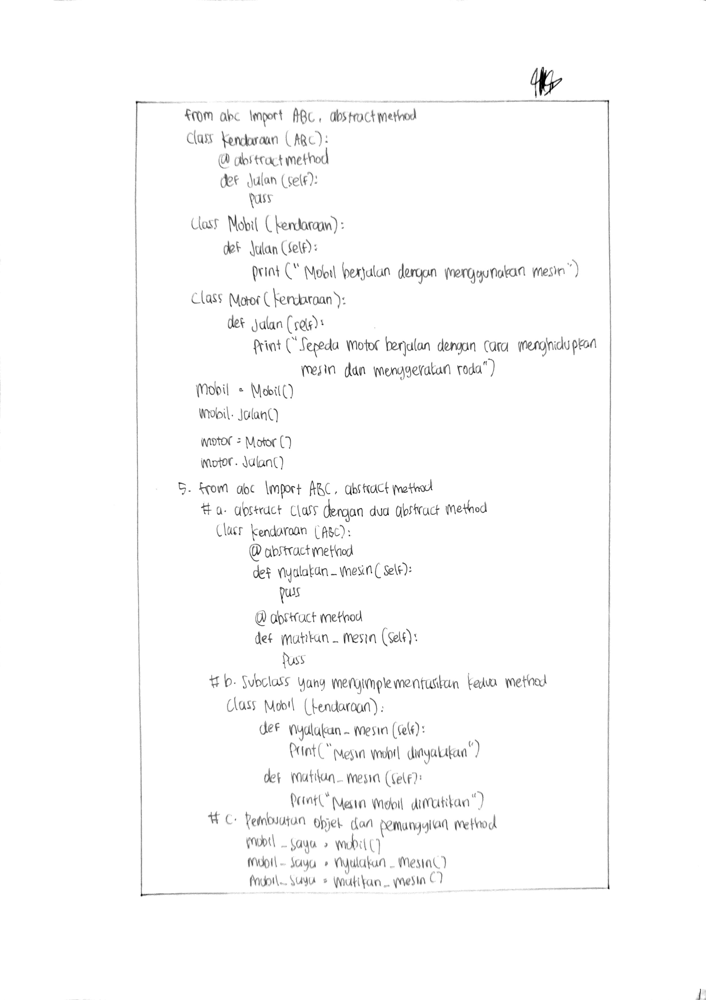 from abc Import ABC, abstractmethod
Class kendaraan (ABC):
@ abstractmethod
def Jalan (self):
pass
Class Mobil (kendaraan):
def Jalan (self):
print (" Mobil berjalan dengan menggunakan mesin")
Class Motor (kendaraan):
def Jalan (self):
Print ("Sepeda motor berjalan dengan cara menghidupkan
mesin dan menggerakan roda")
Mobil = Mobil()
mobil. Jalan()
motor = Motor ()
motor. Jalan()
5. from abc Import ABC, abstract method
# a. abstract Class dengan dua abstract method
Class kendaraan (ABC):
@ abstractmethod
def nyalakan_mesin (self):
pass
@ abstract method
def matikan_mesin (self):
Pass
# b. Subclass yang mengimplementasikan kedua method
Class Mobil (kendaraan):
def nyalakan_mesin (self):
Print("Mesin mobil dinyalakan")
def matikan_mesin (self):
Print("Mesin mobil dimatikan")
# c. Pembuatan objek dan pemanggilan method
mobil_saya = mobil()
mobil_saya . nyalakan_mesin()
mobil_saya = matikan_mesin ()